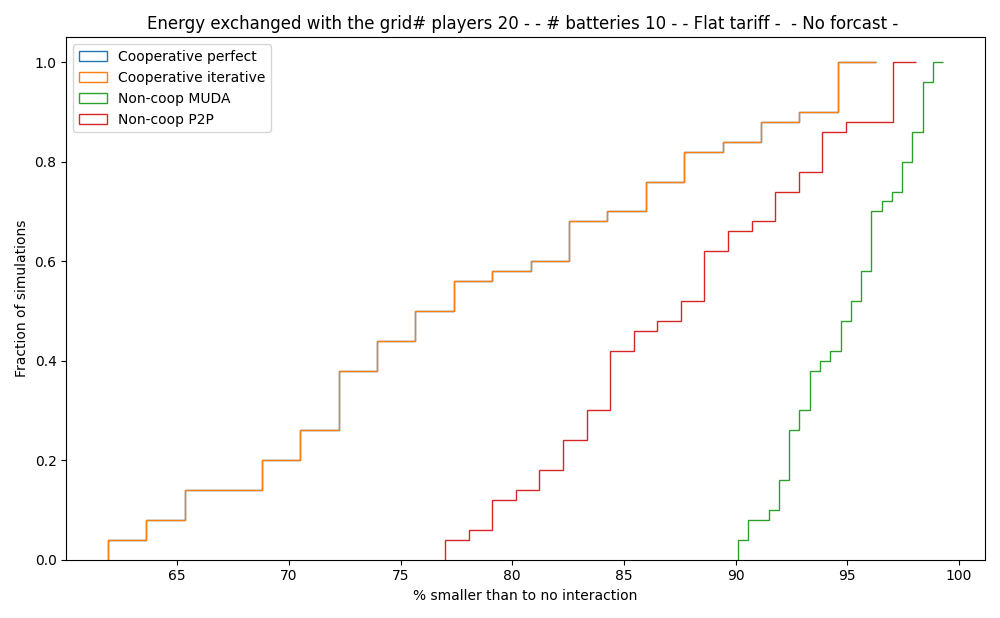 Energy exchanged with the grid# players 20 - - # batteries 10 - - Flat tariff -  - No forcast -
Cooperative perfect
Cooperative iterative
Non-coop MUDA
Non-coop P2P
Fraction of simulations
1.0
0.8
0.6
0.4
0.2
0.0
65 70 75 80 85 90 95 100
% smaller than to no interaction